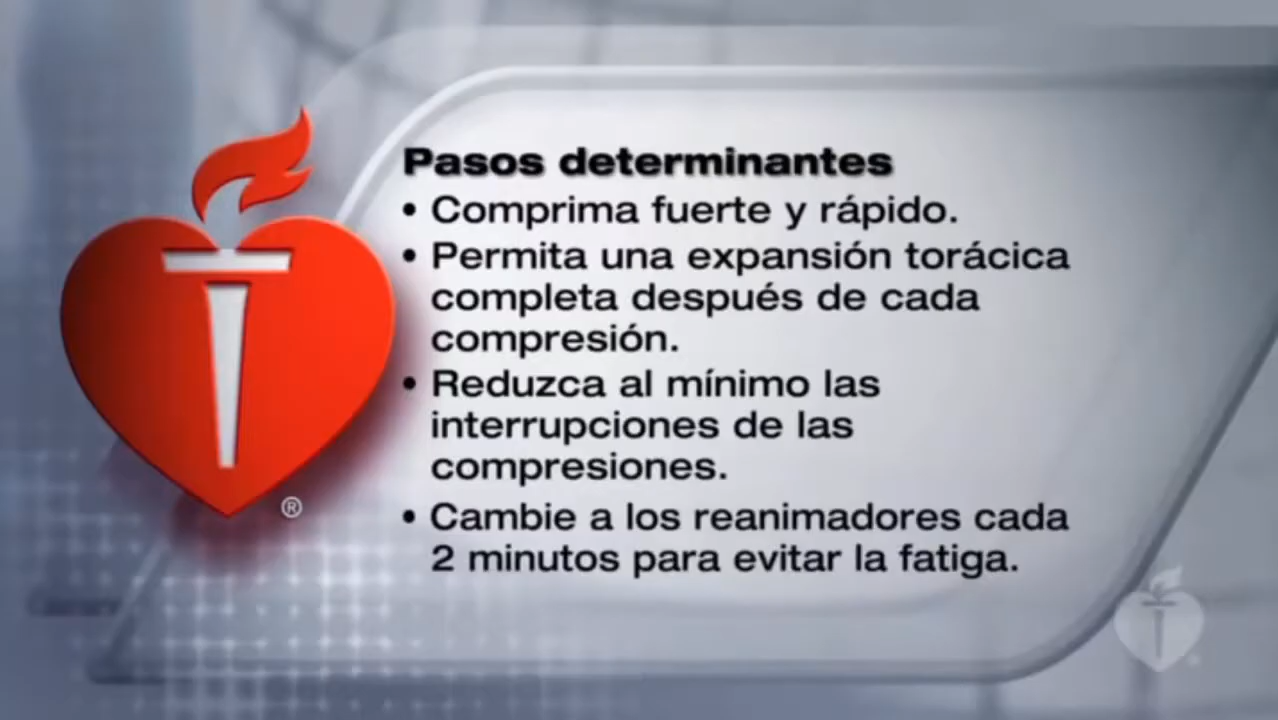 Pasos determinantes
• Comprima fuerte y rápido.
• Permita una expansión torácica
completa después de cada
compresión.
• Reduzca al mínimo las
interrupciones de las
compresiones.
• Cambie a los reanimadores cada
2 minutos para evitar la fatiga.
®